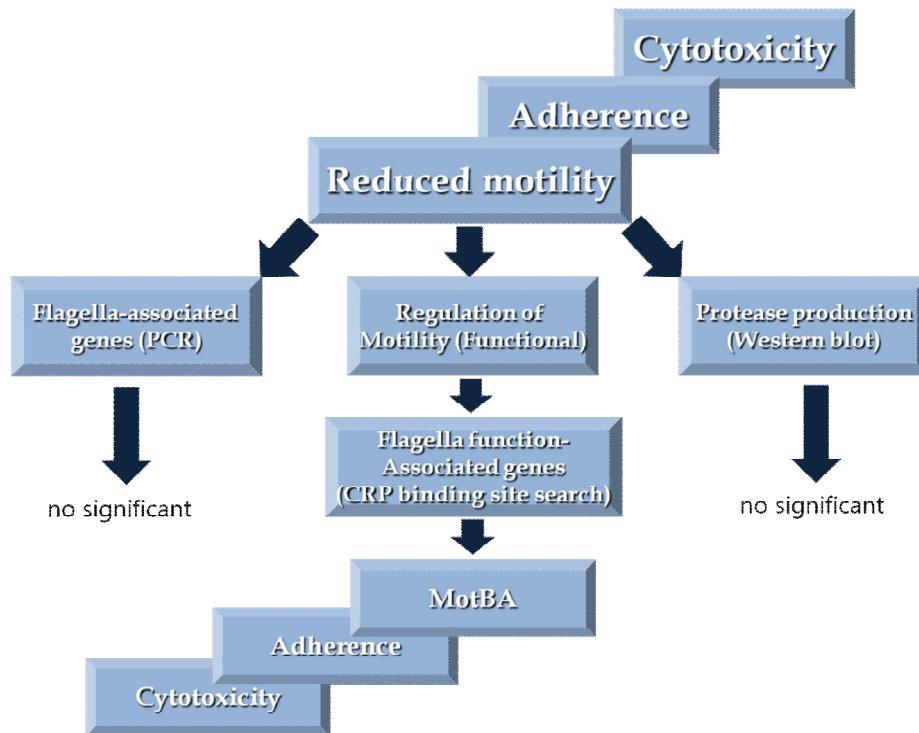 Cytotoxicity
Adherence
Reduced motility
Flagella-associated
genes (PCR)
Regulation of
Motility (Functional)
Protease production
(Western blot)
Flagella function-
Associated genes
(CRP binding site search)
no significant
no significant
MotBA
Adherence
Cytotoxicity